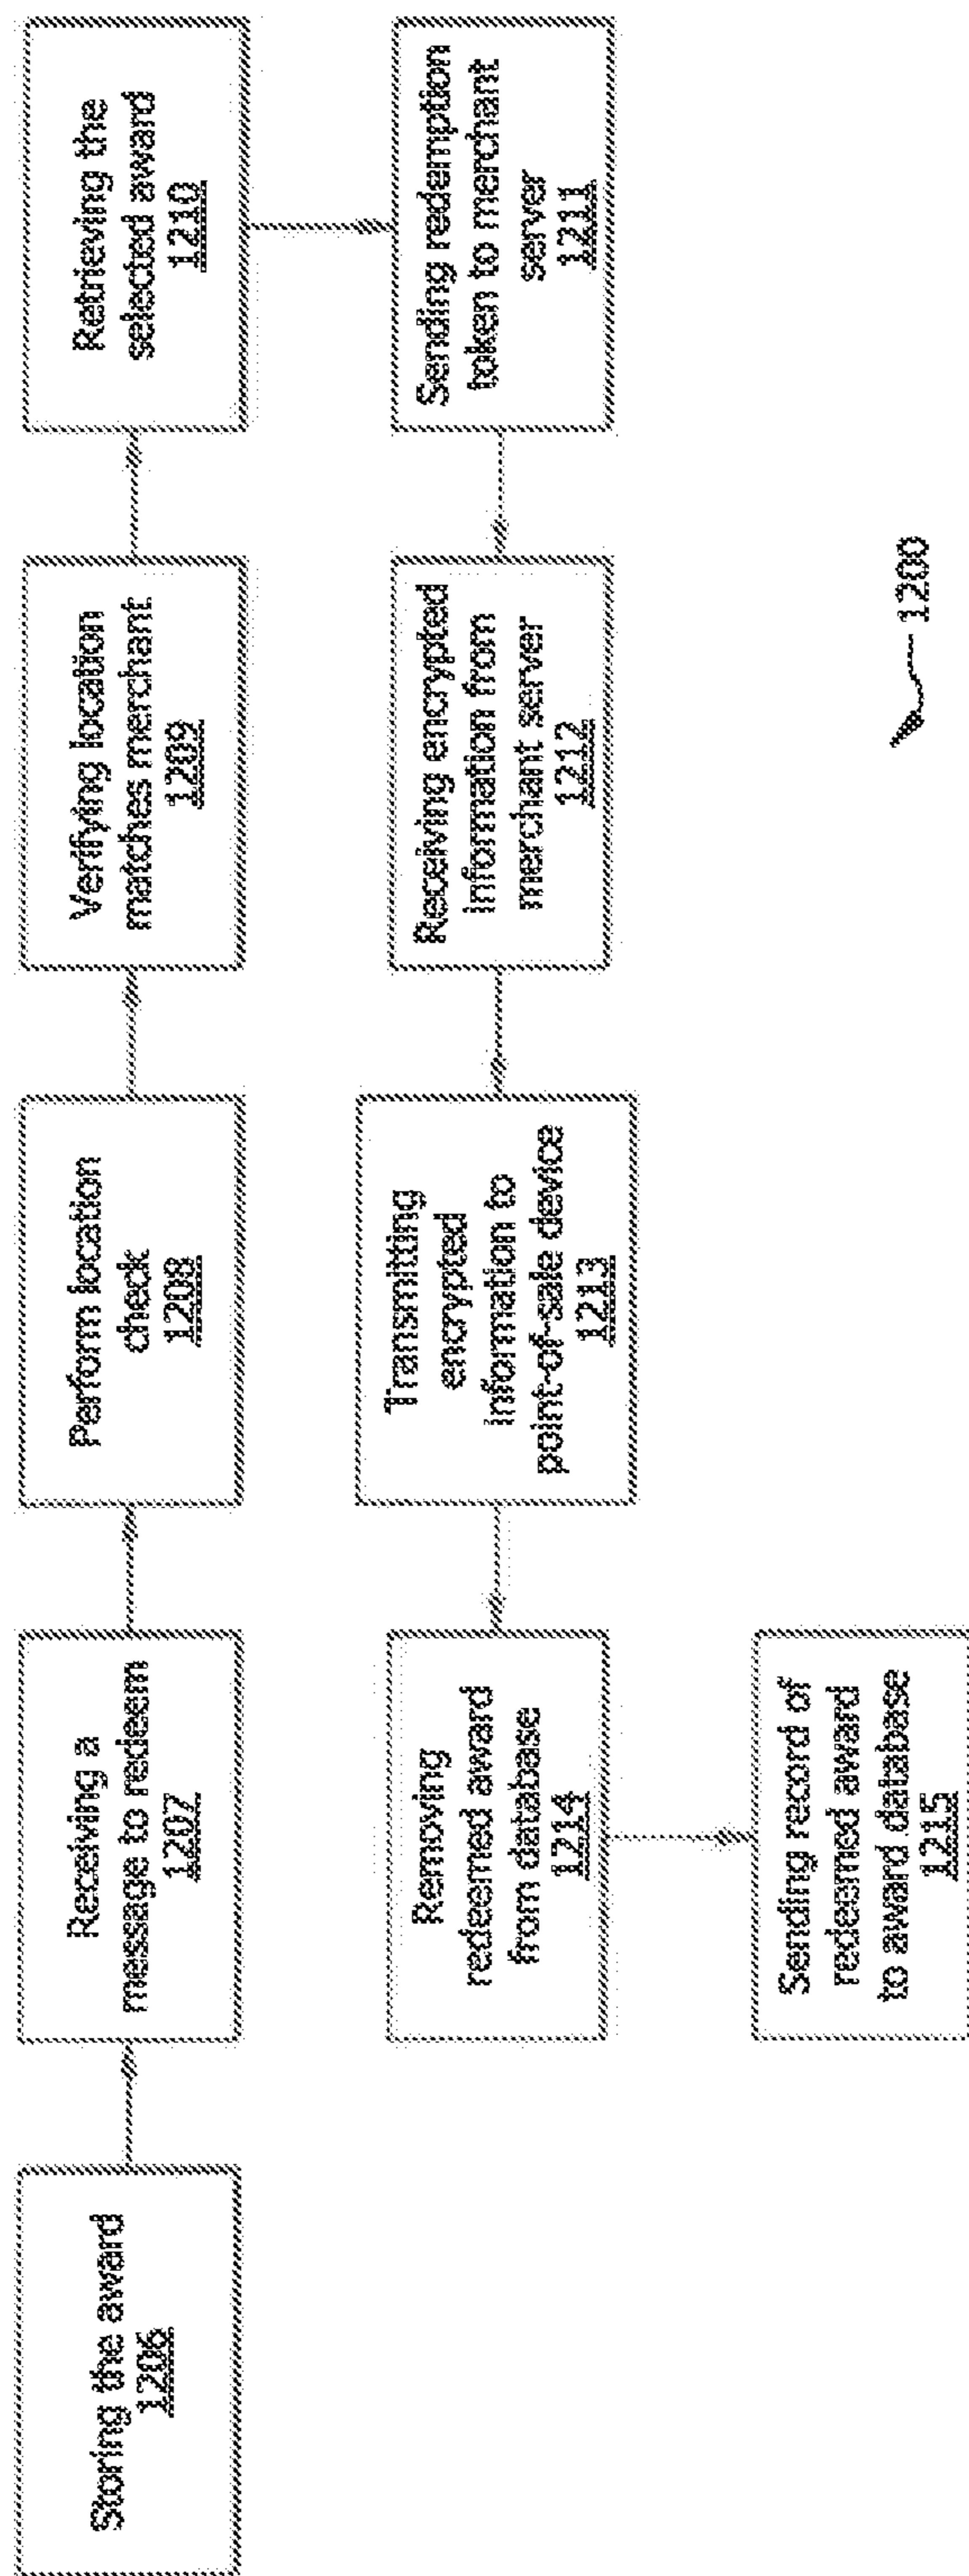 Storing the award
1206
Receiving a
message to redeem
1207
Perform location
check
1208
Verifying location
matches merchant
1209
Retrieving the
selected award
1210
Sending redemption
token to merchant
server
1211
Receiving encrypted
information from
merchant server
1212
Transmitting
encrypted
information to
point-of-sale device
1213
Removing
redeemed award
from database
1214
Sending record of
redeemed award
to award database
1215
1200